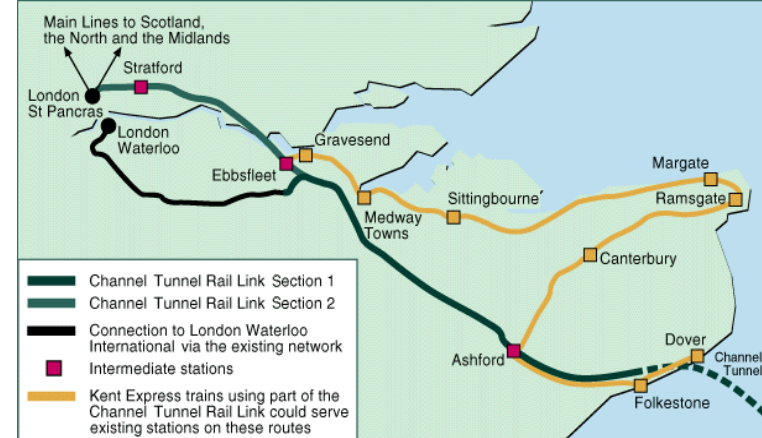 Main Lines to Scotland,
the North and the Midlands
Stratford
London
St Pancras
London
Waterloo
Gravesend
Ebbsfleet
Margate
Ramsgate
Sittingbourne
Medway
Towns
Canterbury
Ashford
Dover
Channel
Tunnel
Folkestone
Channel Tunnel Rail Link Section 1
Channel Tunnel Rail Link Section 2
Connection to London Waterloo
International via the existing network
Intermediate stations
Kent Express trains using part of the
Channel Tunnel Rail Link could serve
existing stations on these routes